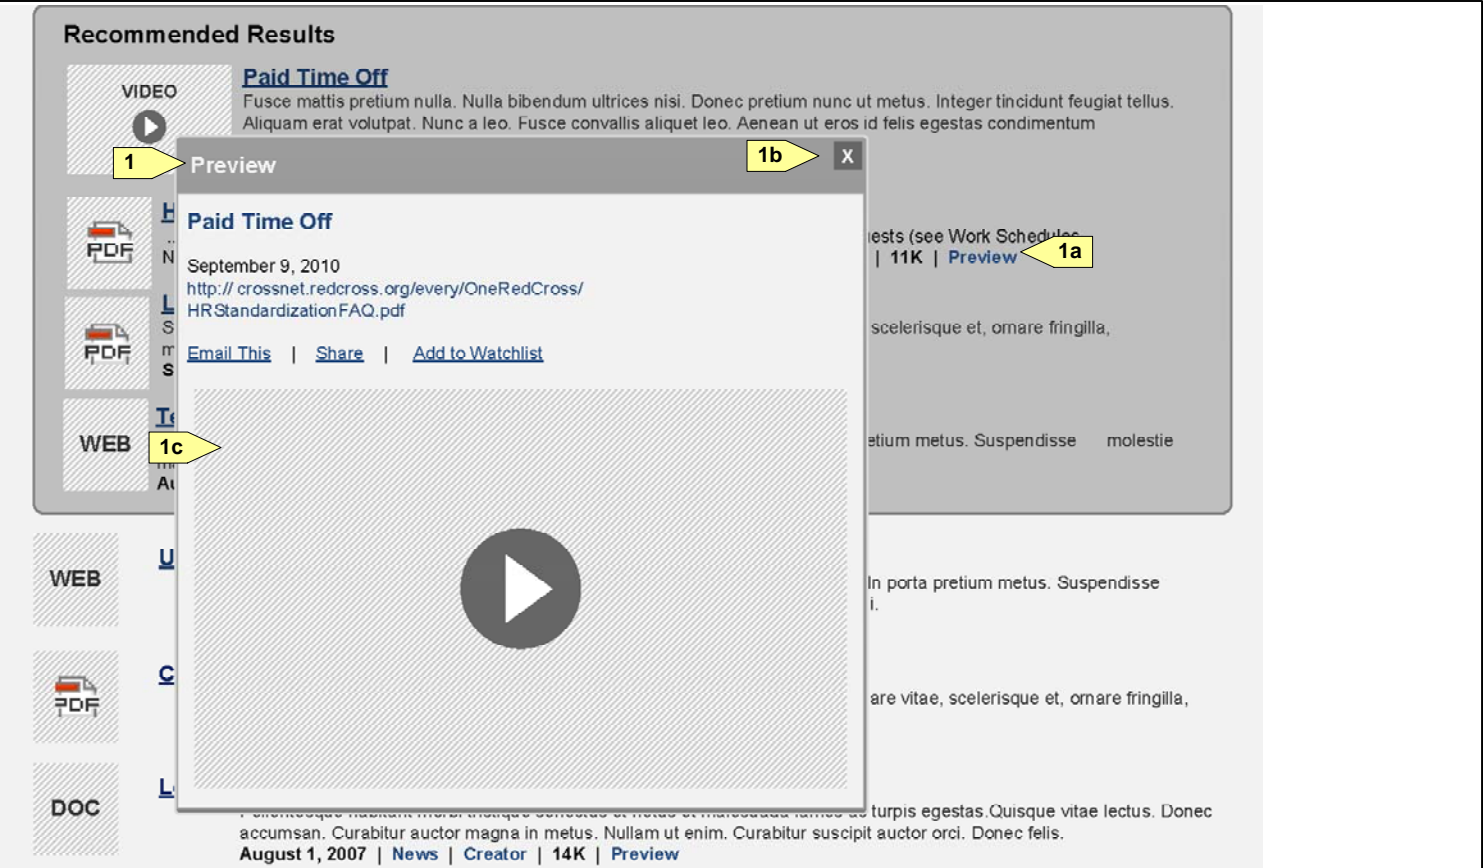 Recommended Results
VIDEO
Paid Time Off
Fusce mattis pretium nulla. Nulla bibendum ultrices nisi. Donec pretium nunc ut metus. Integer tincidunt feugiat tellus.
Aliquam erat volutpat. Nunc a leo. Fusce convallis aliquet leo. Aenean ut eros id felis egestas condimentum
1
Preview
1b
X
Paid Time Off
September 9, 2010
http:// crossnet.redcross.org/every/OneRedCross/
HRStandardizationFAQ.pdf
Email This | Share | Add to Watchlist
PDF
H
N
(see Work Schedules
| 11K | Preview
1a
PDF
L
S
m
S
scelerisque et, ornare fringilla,
WEB
Te
1c
metus. Suspendisse molestie
WEB
U
In porta pretium metus. Suspendisse
i.
PDF
C
are vitae, scelerisque et, ornare fringilla,
DOC
turpis egestas.Quisque vitae lectus. Donec
accumsan. Curabitur auctor magna in metus. Nullam ut enim. Curabitur suscipit auctor orci. Donec felis.
August 1, 2007 | News | Creator | 14K | Preview